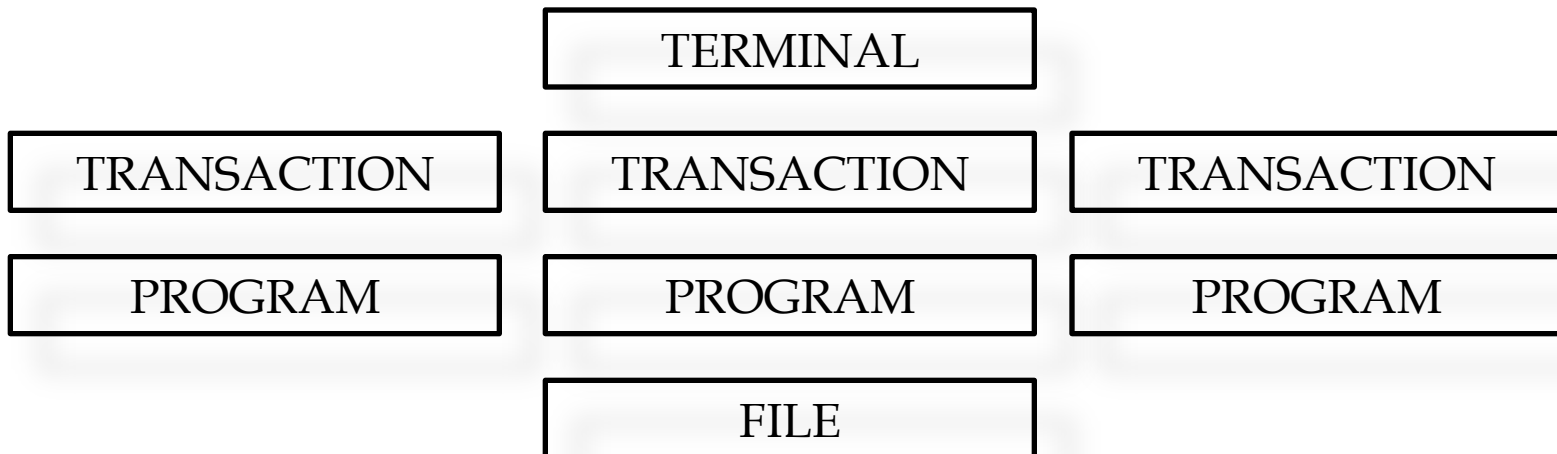 TERMINAL
TRANSACTION TRANSACTION TRANSACTION
PROGRAM PROGRAM PROGRAM
FILE